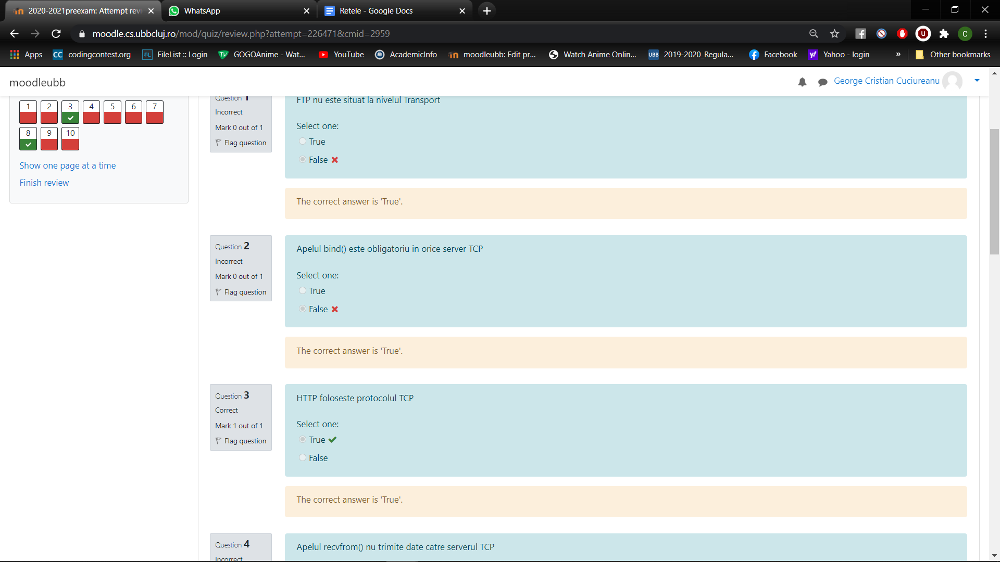 2020-2021preexam: Attempt revi
WhatsApp
Retele - Google Docs
moodle.cs.ubbcluj.ro/mod/quiz/review.php?attempt=226471&cmid=2959
C
Apps
CC codingcontest.org
FL FileList :: Login
GOGOAnime - Wat...
YouTube
AcademicInfo
moodleubb: Edit pr...
Watch Anime Onlin...
UBB 2019-2020_Regula...
Facebook
Yahoo - login
»
Other bookmarks
moodleubb
George Cristian Cuciureanu
1 2 3 4 5 6 7
8 9 10
Show one page at a time
Finish review
Question 1
Incorrect
Mark 0 out of 1
Flag question
FTP nu este situat la nivelul Transport
Select one:
True
False
The correct answer is 'True'.
Question 2
Incorrect
Mark 0 out of 1
Flag question
Apelul bind() este obligatoriu in orice server TCP
Select one:
True
False
The correct answer is 'True'.
Question 3
Correct
Mark 1 out of 1
Flag question
HTTP foloseste protocolul TCP
Select one:
True
False
The correct answer is 'True'.
Question 4
Incorrect
Apelul recvfrom() nu trimite date catre serverul TCP